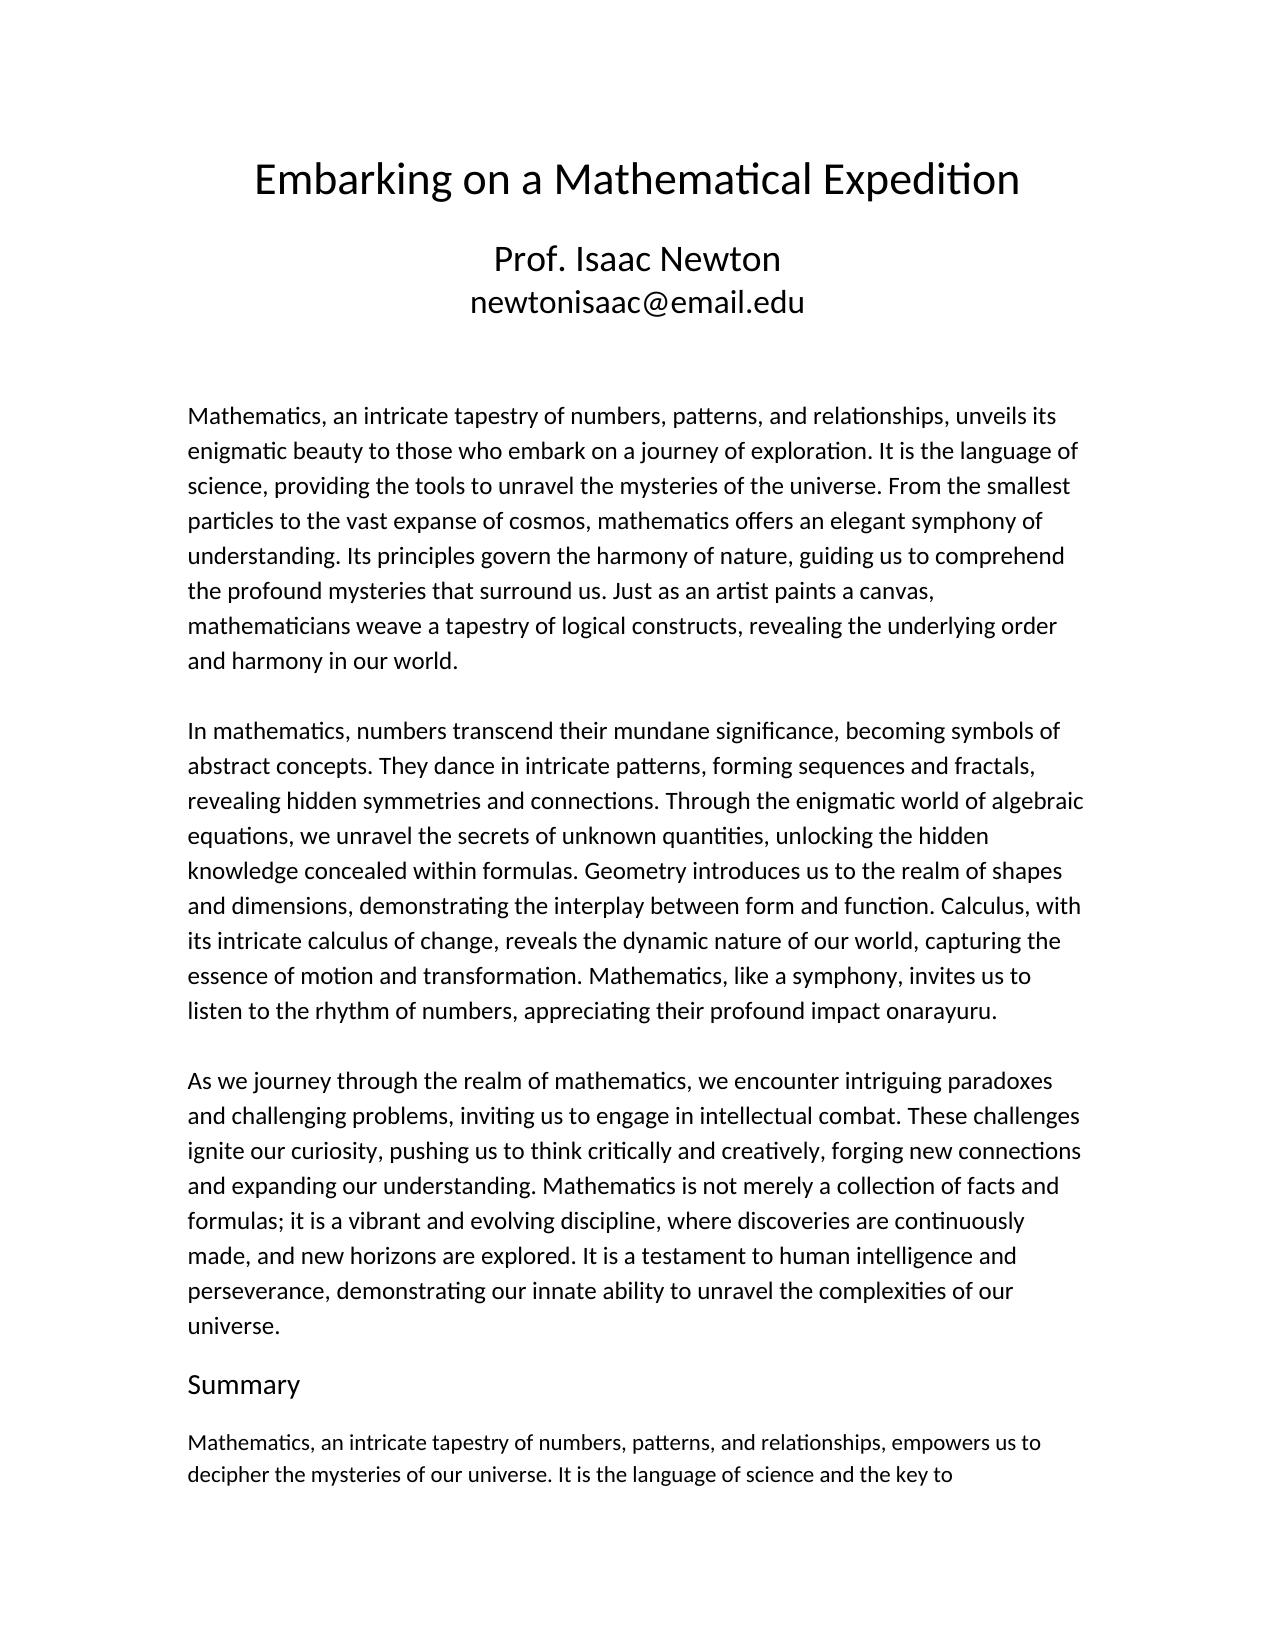 Embarking on a Mathematical Expedition
Prof. Isaac Newton
newtonisaac@email.edu
Mathematics, an intricate tapestry of numbers, patterns, and relationships, unveils its
enigmatic beauty to those who embark on a journey of exploration. It is the language of
science, providing the tools to unravel the mysteries of the universe. From the smallest
particles to the vast expanse of cosmos, mathematics offers an elegant symphony of
understanding. Its principles govern the harmony of nature, guiding us to comprehend
the profound mysteries that surround us. Just as an artist paints a canvas,
mathematicians weave a tapestry of logical constructs, revealing the underlying order
and harmony in our world.
In mathematics, numbers transcend their mundane significance, becoming symbols of
abstract concepts. They dance in intricate patterns, forming sequences and fractals,
revealing hidden symmetries and connections. Through the enigmatic world of algebraic
equations, we unravel the secrets of unknown quantities, unlocking the hidden
knowledge concealed within formulas. Geometry introduces us to the realm of shapes
and dimensions, demonstrating the interplay between form and function. Calculus, with
its intricate calculus of change, reveals the dynamic nature of our world, capturing the
essence of motion and transformation. Mathematics, like a symphony, invites us to
listen to the rhythm of numbers, appreciating their profound impact onarayuru.
As we journey through the realm of mathematics, we encounter intriguing paradoxes
and challenging problems, inviting us to engage in intellectual combat. These challenges
ignite our curiosity, pushing us to think critically and creatively, forging new connections
and expanding our understanding. Mathematics is not merely a collection of facts and
formulas; it is a vibrant and evolving discipline, where discoveries are continuously
made, and new horizons are explored. It is a testament to human intelligence and
perseverance, demonstrating our innate ability to unravel the complexities of our
universe.
Summary
Mathematics, an intricate tapestry of numbers, patterns, and relationships, empowers us to
decipher the mysteries of our universe. It is the language of science and the key to